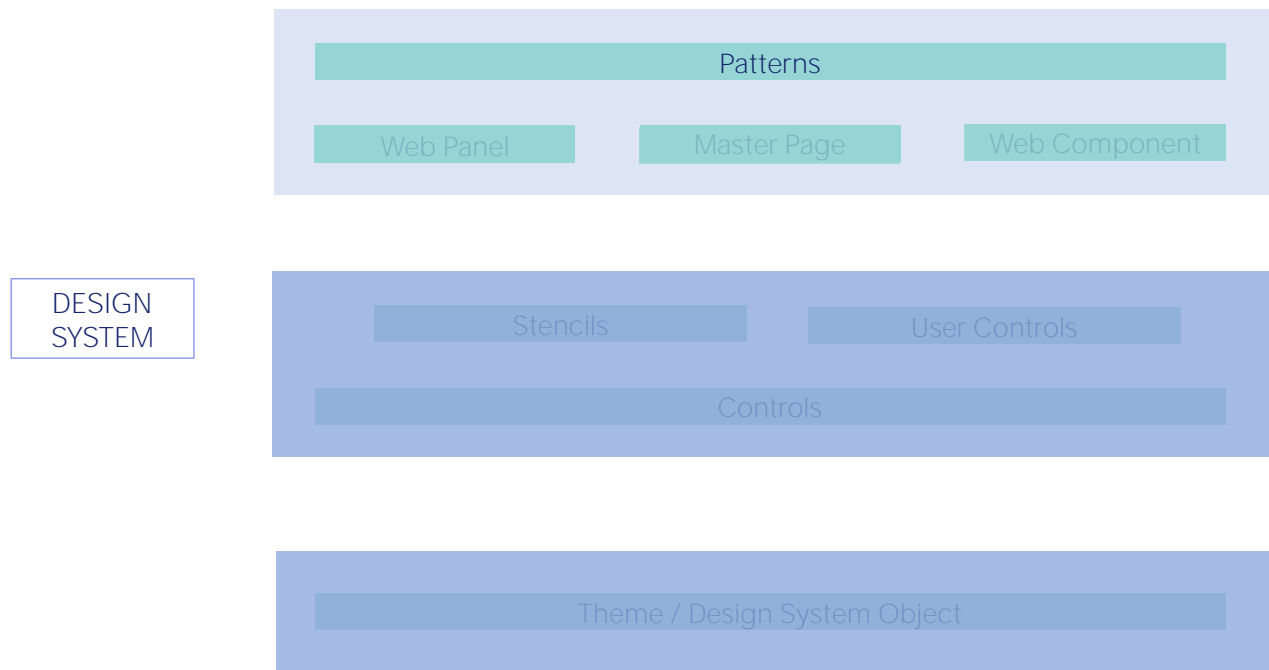 Patterns
Web Panel
Master Page
Web Component
DESIGN
SYSTEM
Stencils
User Controls
Controls
Theme / Design System Object